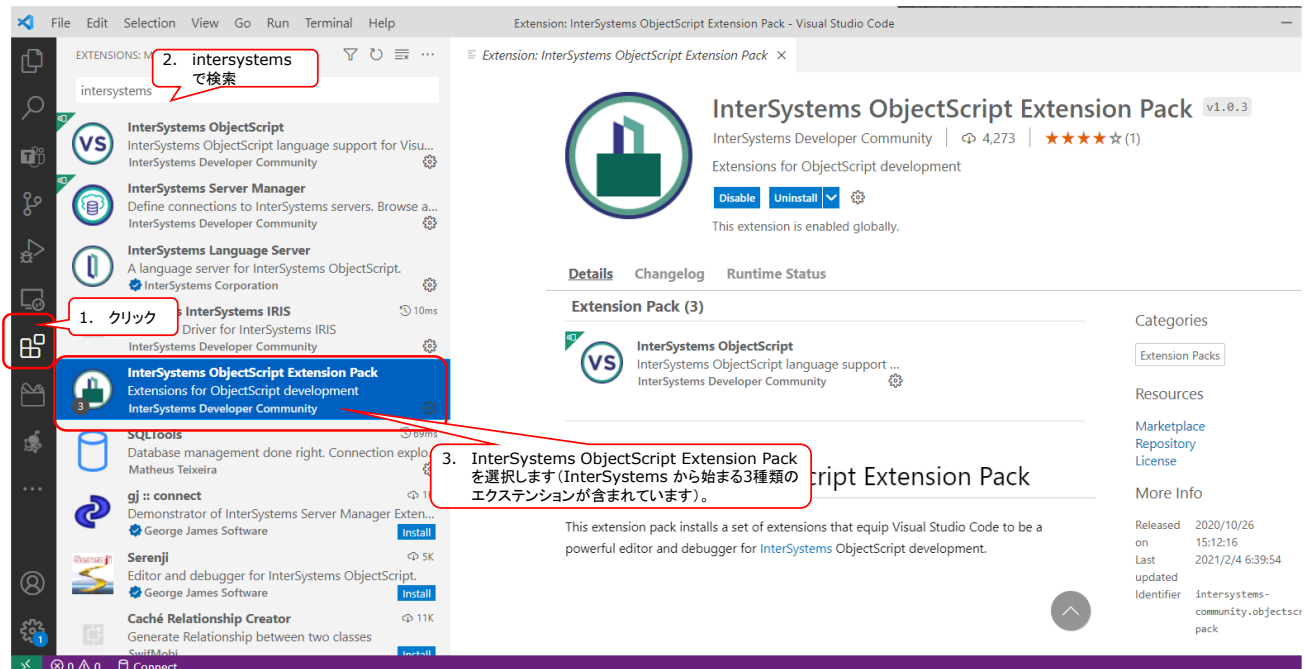 File Edit Selection View Go Run Terminal Help
Extension: InterSystems ObjectScript Extension Pack - Visual Studio Code
EXTENSIONS: M
2. intersystems
で検索
intersystems
InterSystems ObjectScript
InterSystems ObjectScript language support for Visu...
InterSystems Developer Community
InterSystems Server Manager
Define connections to InterSystems servers. Browse a...
InterSystems Developer Community
InterSystems Language Server
A language server for InterSystems ObjectScript.
InterSystems Corporation
1. クリック
InterSystems IRIS
10ms
Driver for InterSystems IRIS
InterSystems Developer Community
InterSystems ObjectScript Extension Pack
Extensions for ObjectScript development
InterSystems Developer Community
3
SQLTools
69ms
Database management done right. Connection explo
Matheus Teixeira
gj :: connect
Demonstrator of InterSystems Server Manager Exten...
George James Software
Install
Serenji
5K
Editor and debugger for InterSystems ObjectScript.
George James Software
Install
Caché Relationship Creator
11K
Generate Relationship between two classes
SwifMobi
Install
1
0 0 Connect
Extension: InterSystems ObjectScript Extension Pack
InterSystems ObjectScript Extension Pack v1.0.3
InterSystems Developer Community 4,273 (1)
Extensions for ObjectScript development
Disable Uninstall
This extension is enabled globally.
Details Changelog Runtime Status
Extension Pack (3)
VS
InterSystems ObjectScript
InterSystems ObjectScript language support ...
InterSystems Developer Community
3. InterSystems ObjectScript Extension Pack
を選択します(InterSystems から始まる3種類の
エクステンションが含まれています)。
cript Extension Pack
This extension pack installs a set of extensions that equip Visual Studio Code to be a
powerful editor and debugger for InterSystems ObjectScript development.
Categories
Extension Packs
Resources
Marketplace
Repository
License
More Info
Released on 2020/10/26 15:12:16
Last updated 2021/2/4 6:39:54
Identifier intersystems-
community.objectscr
pack